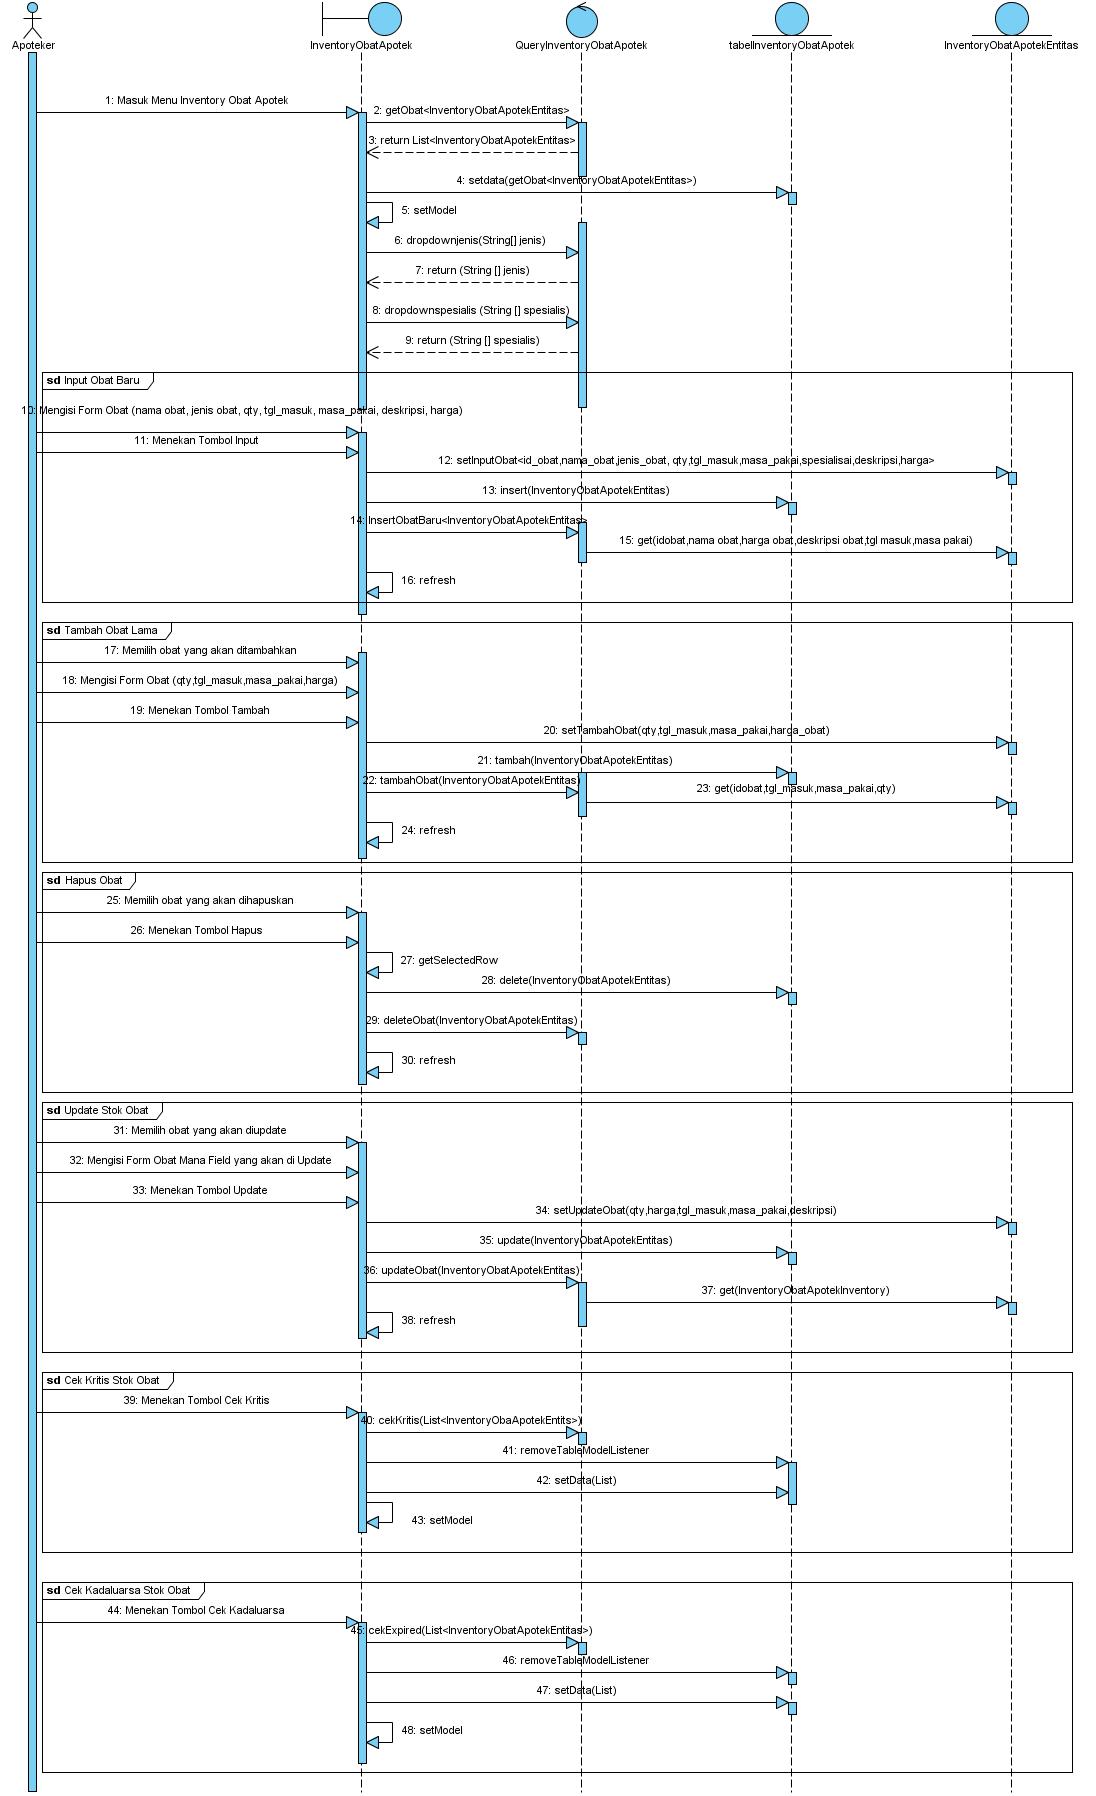 Apoteker
InventoryObatApotek
QueryInventoryObatApotek
tabelInventoryObatApotek
InventoryObatApotekEntitas
1: Masuk Menu Inventory Obat Apotek
2: getObat<InventoryObatApotekEntitas>
3: return List<InventoryObatApotekEntitas>
4: setdata(getObat<InventoryObatApotekEntitas>)
5: setModel
6: dropdownjenis(String[] jenis)
7: return (String [] jenis)
8: dropdownspesialis (String [] spesialis)
9: return (String [] spesialis)
sd Input Obat Baru
10: Mengisi Form Obat (nama obat, jenis obat, qty, tgl_masuk, masa_pakai, deskripsi, harga)
11: Menekan Tombol Input
12: setInputObat<id_obat,nama_obat,jenis_obat, qty,tgl_masuk,masa_pakai,spesialisai,deskripsi,harga>
13: insert(InventoryObatApotekEntitas)
14: InsertObatBaru<InventoryObatApotekEntitas>
15: get(idobat,nama obat,harga obat,deskripsi obat,tgl masuk,masa pakai)
16: refresh
sd Tambah Obat Lama
17: Memilih obat yang akan ditambahkan
18: Mengisi Form Obat (qty,tgl_masuk,masa_pakai,harga)
19: Menekan Tombol Tambah
20: setTambahObat(qty,tgl_masuk,masa_pakai,harga_obat)
21: tambah(InventoryObatApotekEntitas)
22: tambahObat(InventoryObatApotekEntitas)
23: get(idobat,tgl_masuk,masa_pakai,qty)
24: refresh
sd Hapus Obat
25: Memilih obat yang akan dihapuskan
26: Menekan Tombol Hapus
27: getSelectedRow
28: delete(InventoryObatApotekEntitas)
29: deleteObat(InventoryObatApotekEntitas)
30: refresh
sd Update Stok Obat
31: Memilih obat yang akan diupdate
32: Mengisi Form Obat Mana Field yang akan di Update
33: Menekan Tombol Update
34: setUpdateObat(qty,harga,tgl_masuk,masa_pakai,deskripsi)
35: update(InventoryObatApotekEntitas)
36: updateObat(InventoryObatApotekEntitas)
37: get(InventoryObatApotekInventory)
38: refresh
sd Cek Kritis Stok Obat
39: Menekan Tombol Cek Kritis
40: cekKritis(List<InventoryObaApotekEntits>)
41: removeTableModelListener
42: setData(List)
43: setModel
sd Cek Kadaluarsa Stok Obat
44: Menekan Tombol Cek Kadaluarsa
45: cekExpired(List<InventoryObatApotekEntitas>)
46: removeTableModelListener
47: setData(List)
48: setModel